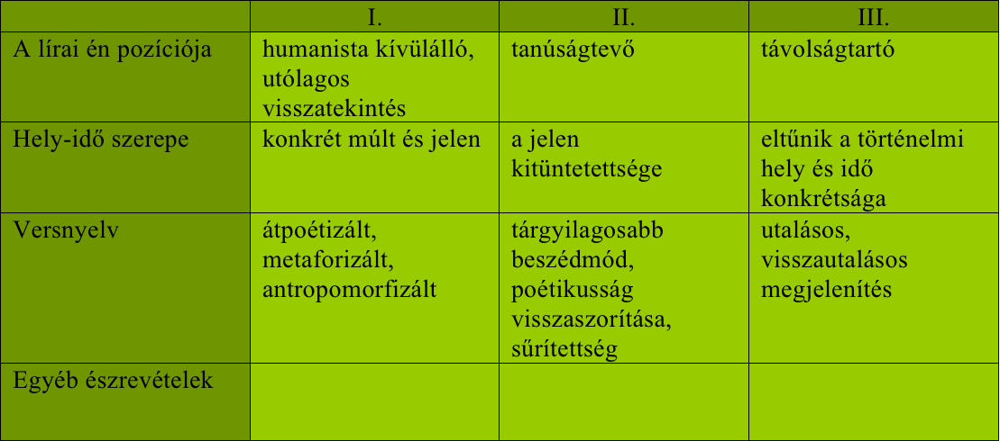 I. II. III.
A lírai én pozíciója
humanista kívülálló,
utólagos
visszatekintés
tanúságtevő
távolságtartó
Hely-idő szerepe
konkrét múlt és jelen
a jelen
kitüntetettsége
eltűnik a történelmi
hely és idő
konkrétsága
Versnyelv
átpoétizált,
metaforizált,
antropomorfizált
tárgyilagosabb
beszédmód,
poétikusság
visszaszorítása,
sűrítettség
utalásos,
visszautalásos
megjelenítés
Egyéb észrevételek